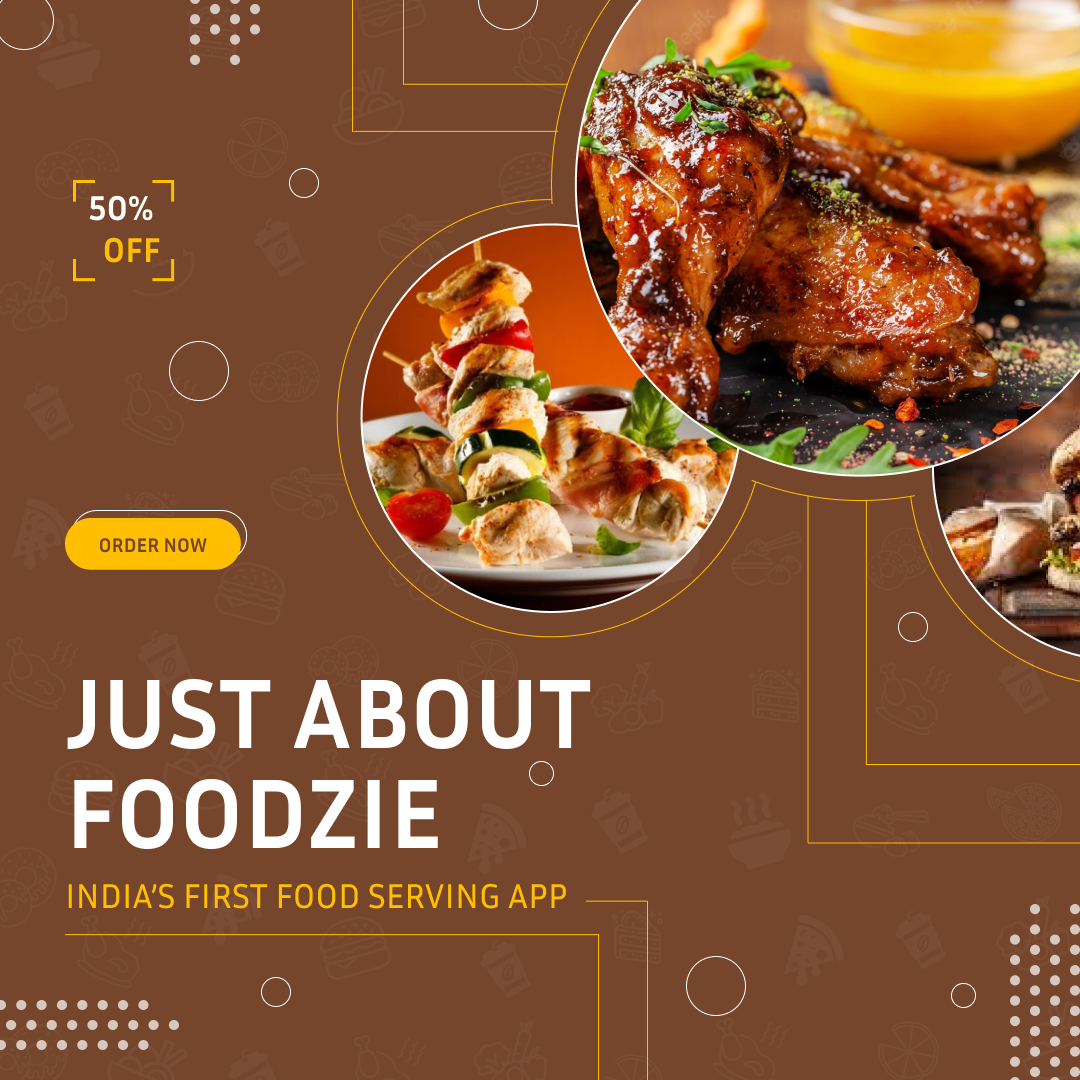 50%
OFF
ORDER NOW
JUST ABOUT
FOODZIE
INDIA'S FIRST FOOD SERVING APP